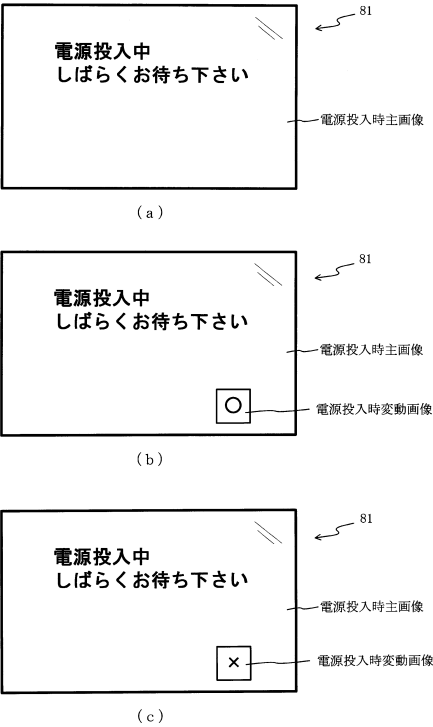 81
電源投入中
しばらくお待ち下さい
電源投入時主画像
(a)
81
電源投入中
しばらくお待ち下さい
電源投入時主画像
○
電源投入時変動画像
(b)
81
電源投入中
しばらくお待ち下さい
電源投入時主画像
×
電源投入時変動画像
(c)